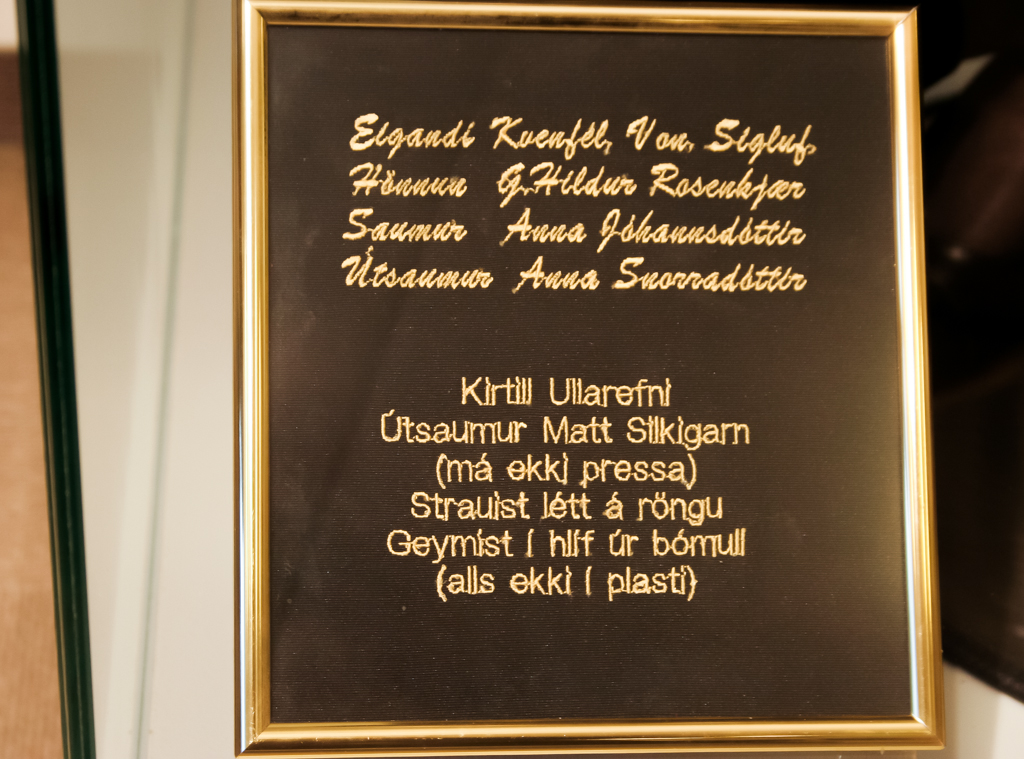 Eigandi Kvenfél, Von, Sigluf,
Hönnun G.Hildur Rosenkjær
Saumur Anna Jóhannsdóttir
Útsaumur Anna Snorradóttir
Kirtill Ullarefni
Útsaumur Matt Silkigarn
(má ekki pressa)
Strauist létt á röngu
Geymist í hlíf úr bómull
(alls ekki í plasti)